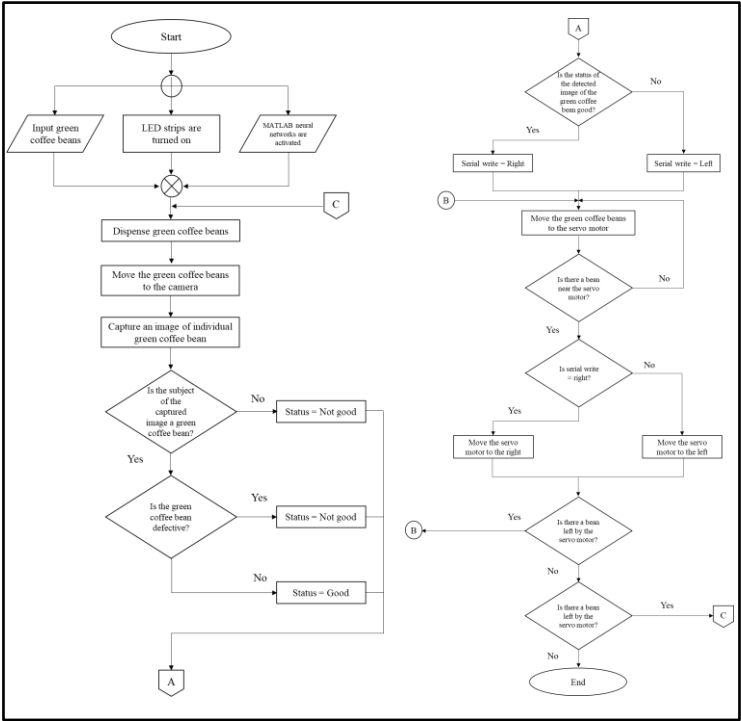 Start
Input green
coffee beans
LED strips are
turned on
MATLAB neural
networks are
activated
C
Dispense green coffee beans
Move the green coffee beans
to the camera
Capture an image of individual
green coffee bean
Is the subject
of the
captured
image a green
coffee bean?
No
Status = Not good
Yes
Is the green
coffee bean
defective?
Yes
Status = Not good
No
Status = Good
A
A
Is the status of
the detected
image of the
green coffee
bean good?
No
Yes
Serial write = Right
Serial write = Left
B
Move the green coffee beans
to the servo motor
Is there a bean
near the servo
motor?
No
Yes
Is serial write
= right?
No
Yes
Move the servo
motor to the right
Move the servo
motor to the left
Is there a bean
left by the
servo motor?
Yes
B
No
Is there a bean
left by the
servo motor?
Yes
C
No
End